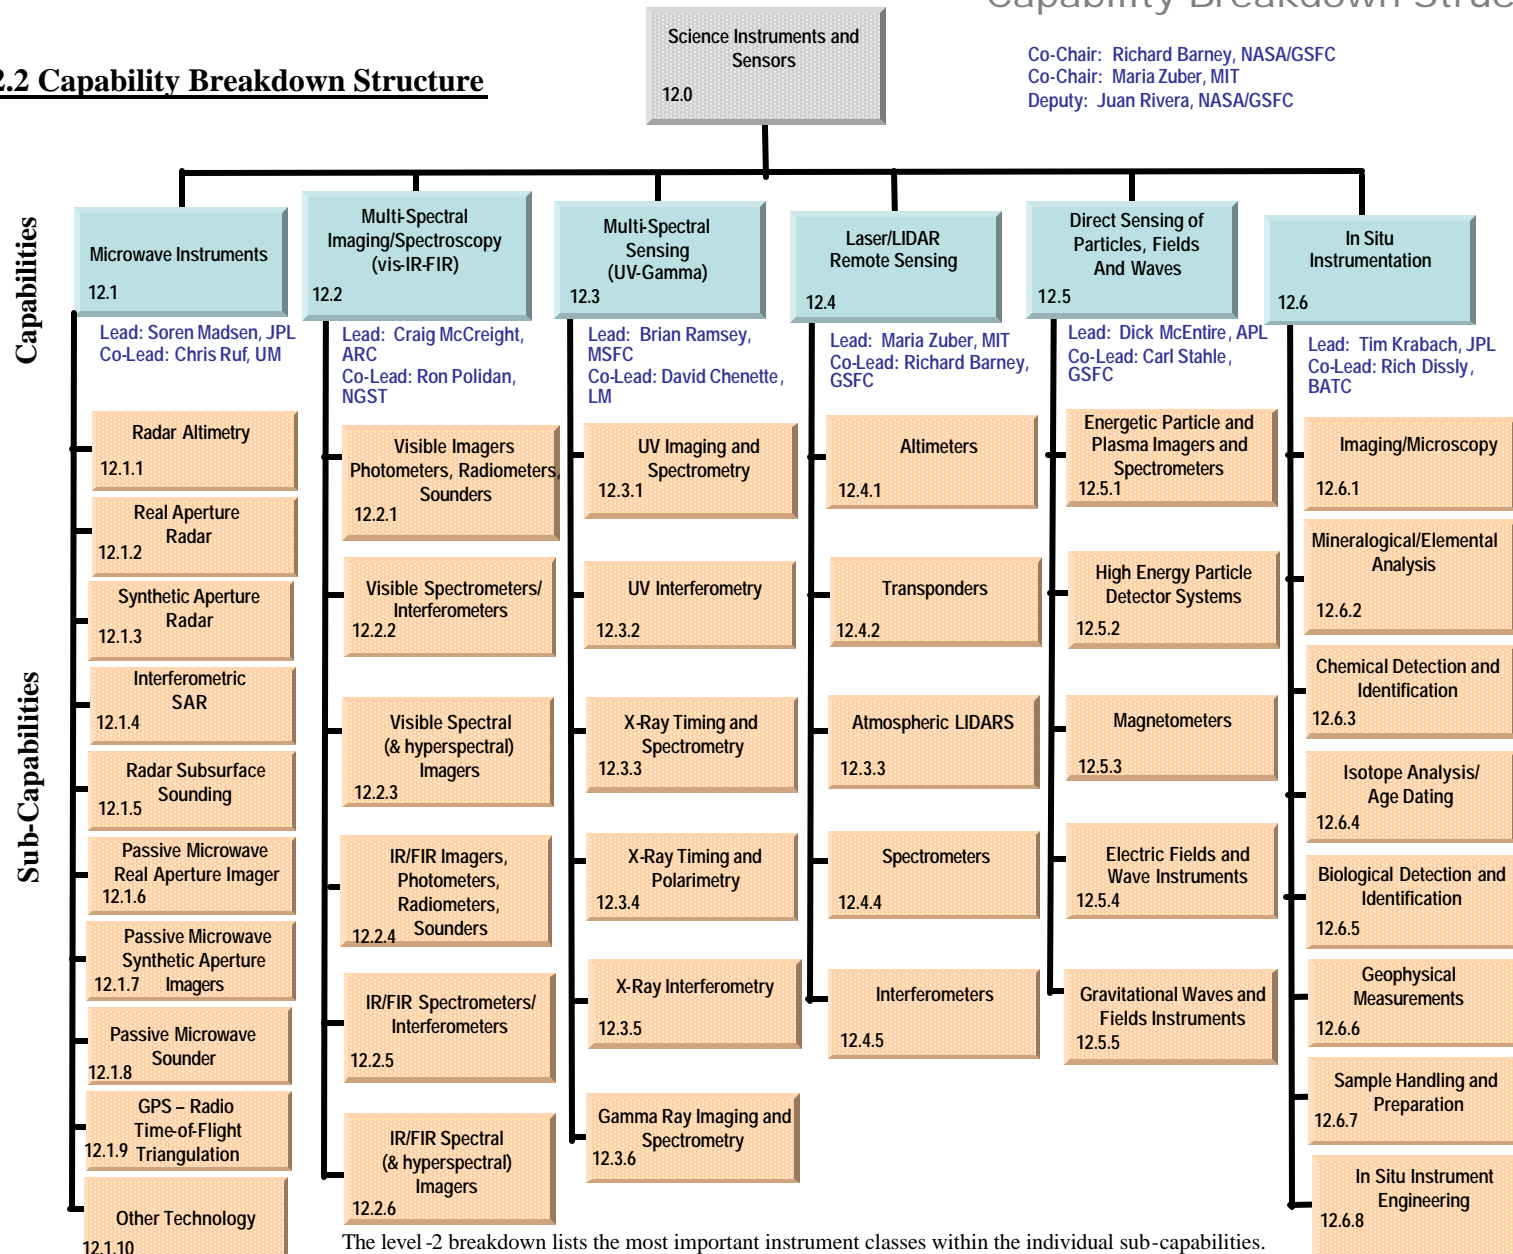 Capability Breakdown Struc
2.2 Capability Breakdown Structure
Science Instruments and
Sensors
12.0
Co-Chair: Richard Barney, NASA/GSFC
Co-Chair: Maria Zuber, MIT
Deputy: Juan Rivera, NASA/GSFC
Capabilities
Sub-Capabilities
Microwave Instruments
12.1
Lead: Soren Madsen, JPL
Co-Lead: Chris Ruf, UM
Radar Altimetry
12.1.1
Real Aperture
Radar
12.1.2
Synthetic Aperture
Radar
12.1.3
Interferometric
SAR
12.1.4
Radar Subsurface
Sounding
12.1.5
Passive Microwave
Real Aperture Imager
12.1.6
Passive Microwave
Synthetic Aperture
12.1.7 Imagers
Passive Microwave
Sounder
12.1.8
GPS – Radio
Time-of-Flight
12.1.9 Triangulation
Other Technology
12.1.10
Multi-Spectral
Imaging/Spectroscopy
(vis-IR-FIR)
12.2
Lead: Craig McCreight,
ARC
Co-Lead: Ron Polidan,
NGST
Visible Imagers
Photometers, Radiometers,
Sounders
12.2.1
Visible Spectrometers/
Interferometers
12.2.2
Visible Spectral
(& hyperspectral)
Imagers
12.2.3
IR/FIR Imagers,
Photometers,
Radiometers,
Sounders
12.2.4
IR/FIR Spectrometers/
Interferometers
12.2.5
IR/FIR Spectral
(& hyperspectral)
Imagers
12.2.6
Multi-Spectral
Sensing
(UV-Gamma)
12.3
Lead: Brian Ramsey,
MSFC
Co-Lead: David Chenette,
LM
UV Imaging and
Spectrometry
12.3.1
UV Interferometry
12.3.2
X-Ray Timing and
Spectrometry
12.3.3
X-Ray Timing and
Polarimetry
12.3.4
X-Ray Interferometry
12.3.5
Gamma Ray Imaging and
Spectrometry
12.3.6
Laser/LIDAR
Remote Sensing
12.4
Lead: Maria Zuber, MIT
Co-Lead: Richard Barney,
GSFC
Altimeters
12.4.1
Transponders
12.4.2
Atmospheric LIDARS
12.3.3
Spectrometers
12.4.4
Interferometers
12.4.5
Direct Sensing of
Particles, Fields
And Waves
12.5
Lead: Dick McEntire, APL
Co-Lead: Carl Stahle,
GSFC
Energetic Particle and
Plasma Imagers and
Spectrometers
12.5.1
High Energy Particle
Detector Systems
12.5.2
Magnetometers
12.5.3
Electric Fields and
Wave Instruments
12.5.4
Gravitational Waves and
Fields Instruments
12.5.5
In Situ
Instrumentation
12.6
Lead: Tim Krabach, JPL
Co-Lead: Rich Dissly,
BATC
Imaging/Microscopy
12.6.1
Mineralogical/Elemental
Analysis
12.6.2
Chemical Detection and
Identification
12.6.3
Isotope Analysis/
Age Dating
12.6.4
Biological Detection and
Identification
12.6.5
Geophysical
Measurements
12.6.6
Sample Handling and
Preparation
12.6.7
In Situ Instrument
Engineering
12.6.8
The level-2 breakdown lists the most important instrument classes within the individual sub-capabilities.